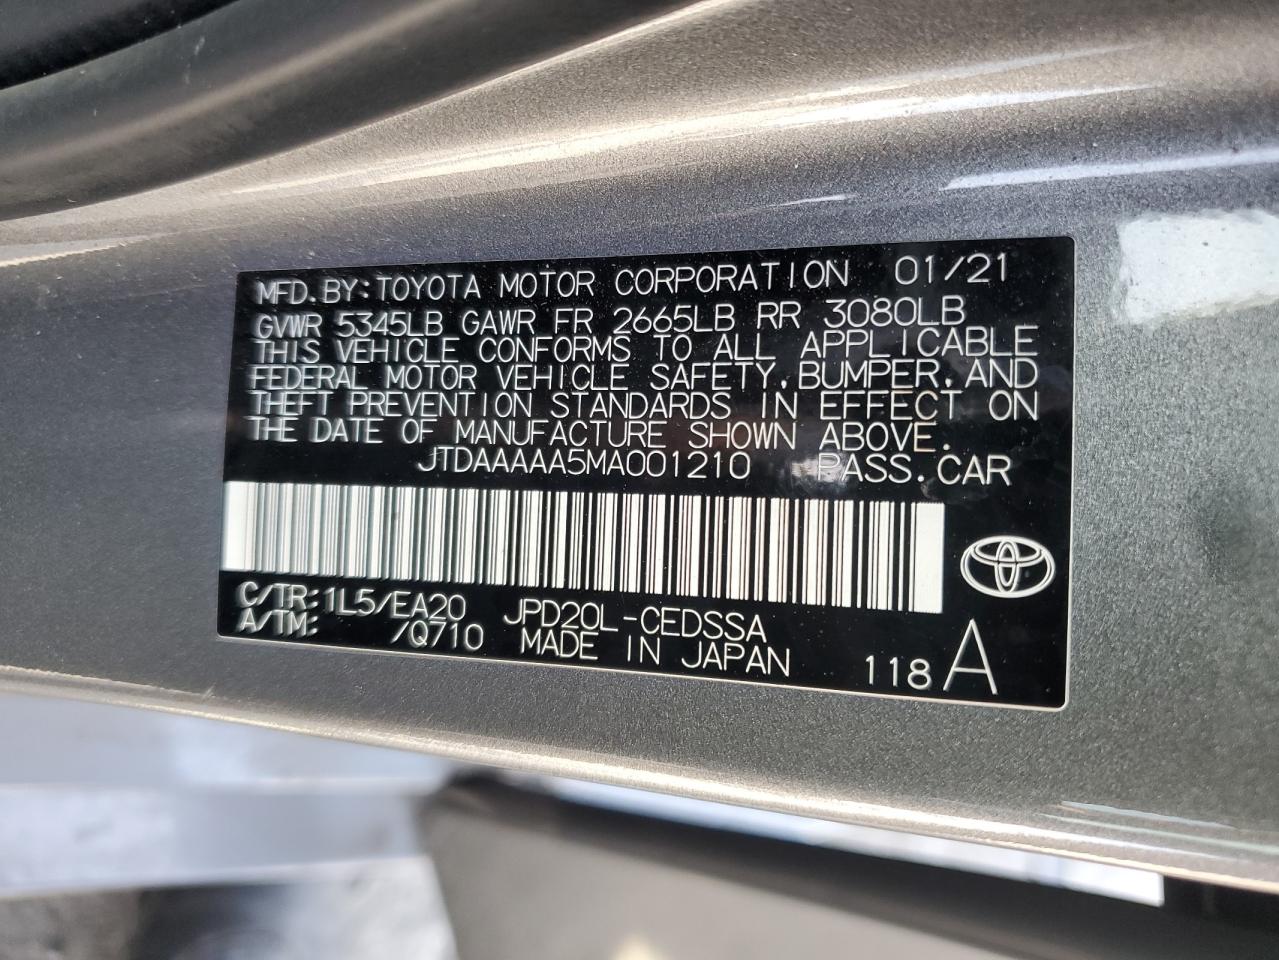 MFD.BY:TOYOTA MOTOR CORPORATION 01/21
GVWR 5345LB GAWR FR 2665LB RR 3080LB
THIS VEHICLE CONFORMS TO ALL APPLICABLE
FEDERAL MOTOR VEHICLE SAFETY,BUMPER,AND
THEFT PREVENTION STANDARDS IN EFFECT ON
THE DATE OF MANUFACTURE SHOWN ABOVE.
JTDAAAAA5MA001210 PASS.CAR
C/TR:1L5/EA20 JPD20L-CEDSSA
A/TM: /Q710 MADE IN JAPAN 118 A